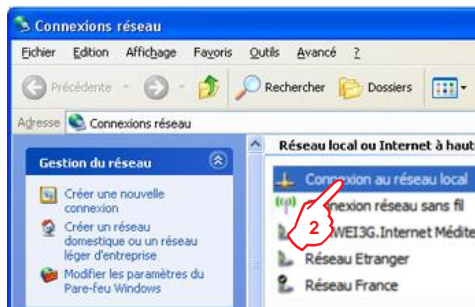 Connexions réseau
Fichier Edition Affichage Favoris Outils Avancé ?
Précédente Rechercher Dossiers
Adresse Connexions réseau
Gestion du réseau
Créer une nouvelle
connexion
Créer un réseau
domestique ou un réseau
léger d'entreprise
Modifier les paramètres du
Pare-feu Windows
Réseau local ou Internet à haut
Connexion au réseau local
nexion réseau sans fil
WEI3G.Internet Médite
Réseau Etranger
Réseau France
2